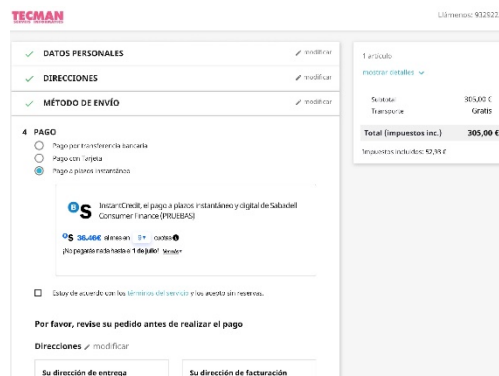 TECMAN
SERVICE INFORMÁTICS
Llámenos: 932922
DATOS PERSONALES
modificar
DIRECCIONES
modificar
MÉTODO DE ENVÍO
modificar
4 PAGO
Pago por transferencia bancaria
Pago con Tarjeta
Pago a plazos instantáneo
InstantCredit, el pago a plazos instantáneo y digital de Sabadell
Consumer Finance (PRUEBAS)
36.46€ al mes en 9 cuotas
¡No pagarás nada hasta el 1 de julio!
Estoy de acuerdo con los términos del servicio y los acepto sin reservas.
Por favor, revise su pedido antes de realizar el pago
Direcciones modificar
Su dirección de entrega
Su dirección de facturación
1 artículo
mostrar detalles
Subtotal 305,00 €
Transporte Gratis
Total (impuestos inc.) 305,00 €
Impuestos incluidos: 52,93 €